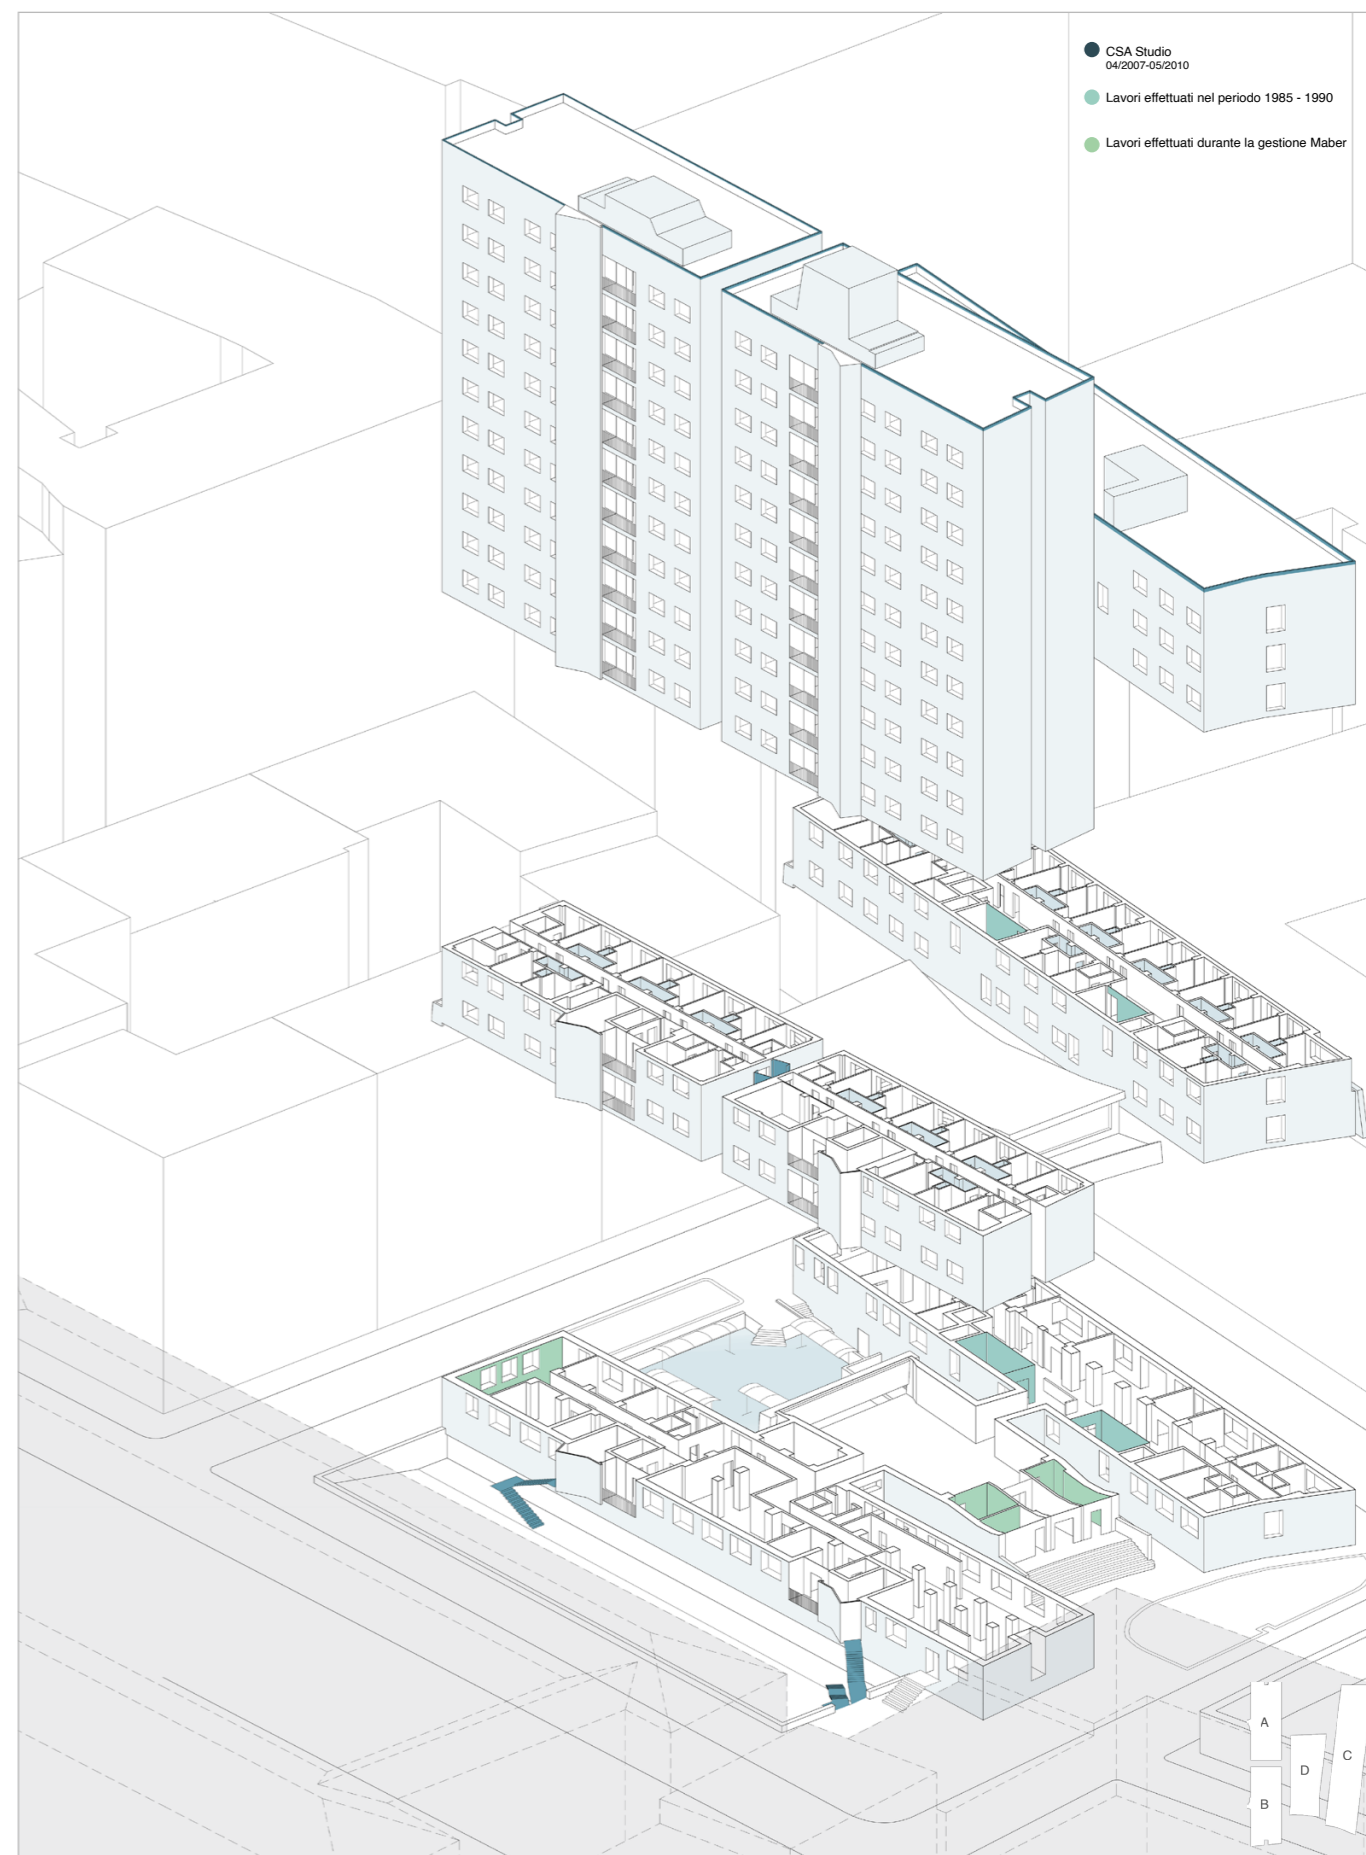 CSA Studio
04/2007-05/2010
Lavori effettuati nel periodo 1985 - 1990
Lavori effettuati durante la gestione Maber
A
D
C
B